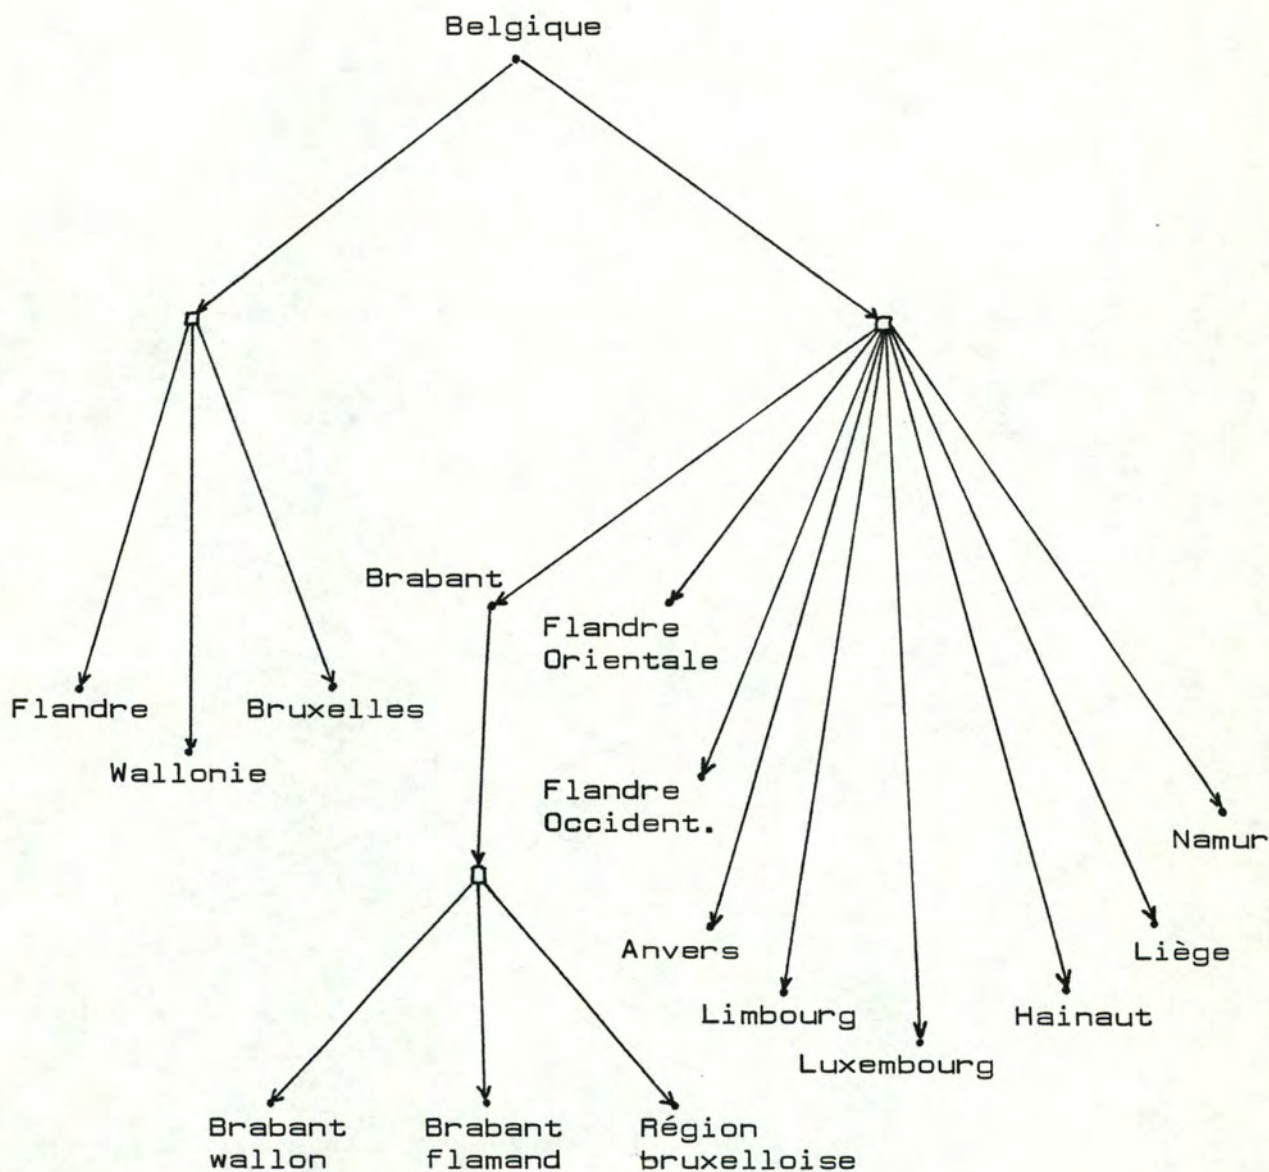 Belgique
Brabant
Flandre
Orientale
Flandre
Bruxelles
Wallonie
Flandre
Occident.
Namur
Anvers
Liège
Limbourg
Hainaut
Luxembourg
Brabant
wallon
Brabant
flamand
Région
bruxelloise